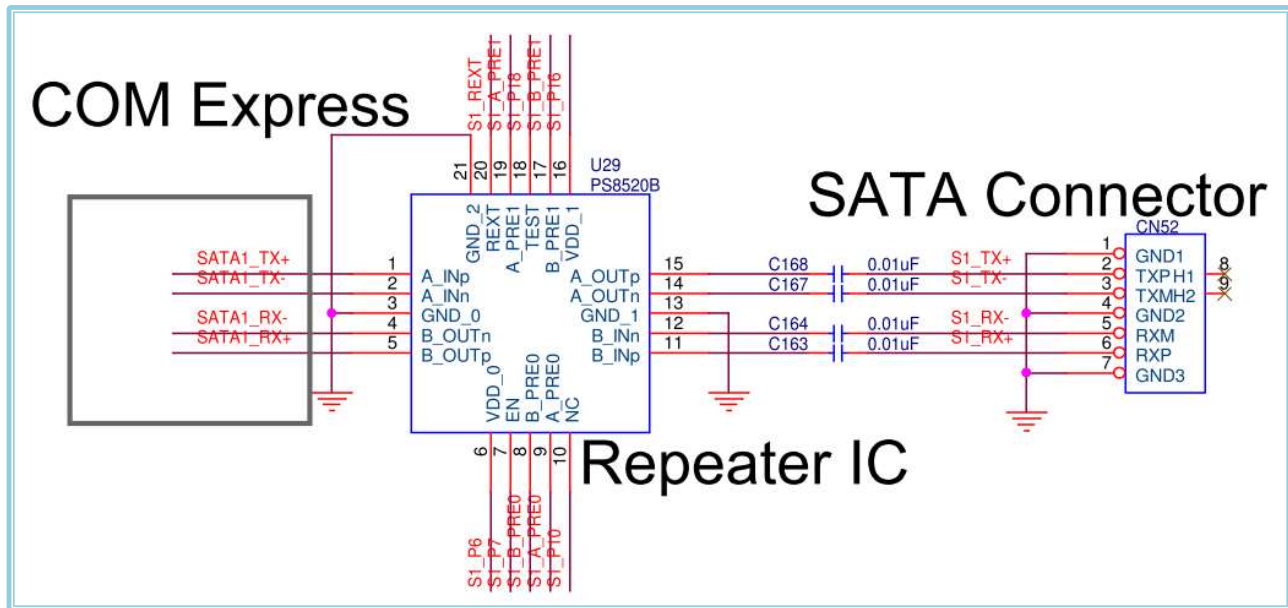 COM Express
S1_REXT
S1_A_PRE1
S1_P18
S1_B_PRE1
S1_P16
21
20
19
18
17
16
U29
PS8520B
SATA Connector
CN52
GND_2
REXT
A_PRE1
TEST
B_PRE1
VDD_1
SATA1_TX+ 1 A_INp A_OUTp 15 C168 0.01uF S1_TX+
SATA1_TX- 2 A_INn A_OUTn 14 C167 0.01uF S1_TX-
3 GND_0 GND_1 13
SATA1_RX- 4 B_OUTn B_INn 12 C164 0.01uF S1_RX-
SATA1_RX+ 5 B_OUTp B_INp 11 C163 0.01uF S1_RX+
1 GND1
2 TXPH1 8
3 TXMH2 9
4 GND2
5 RXM
6 RXP
7 GND3
VDD_0
EN
B_PRE0
A_PRE0
NC
6
7
8
9
10
Repeater IC
S1_P6
S1_P7
S1_B_PRE0
S1_A_PRE0
S1_P10